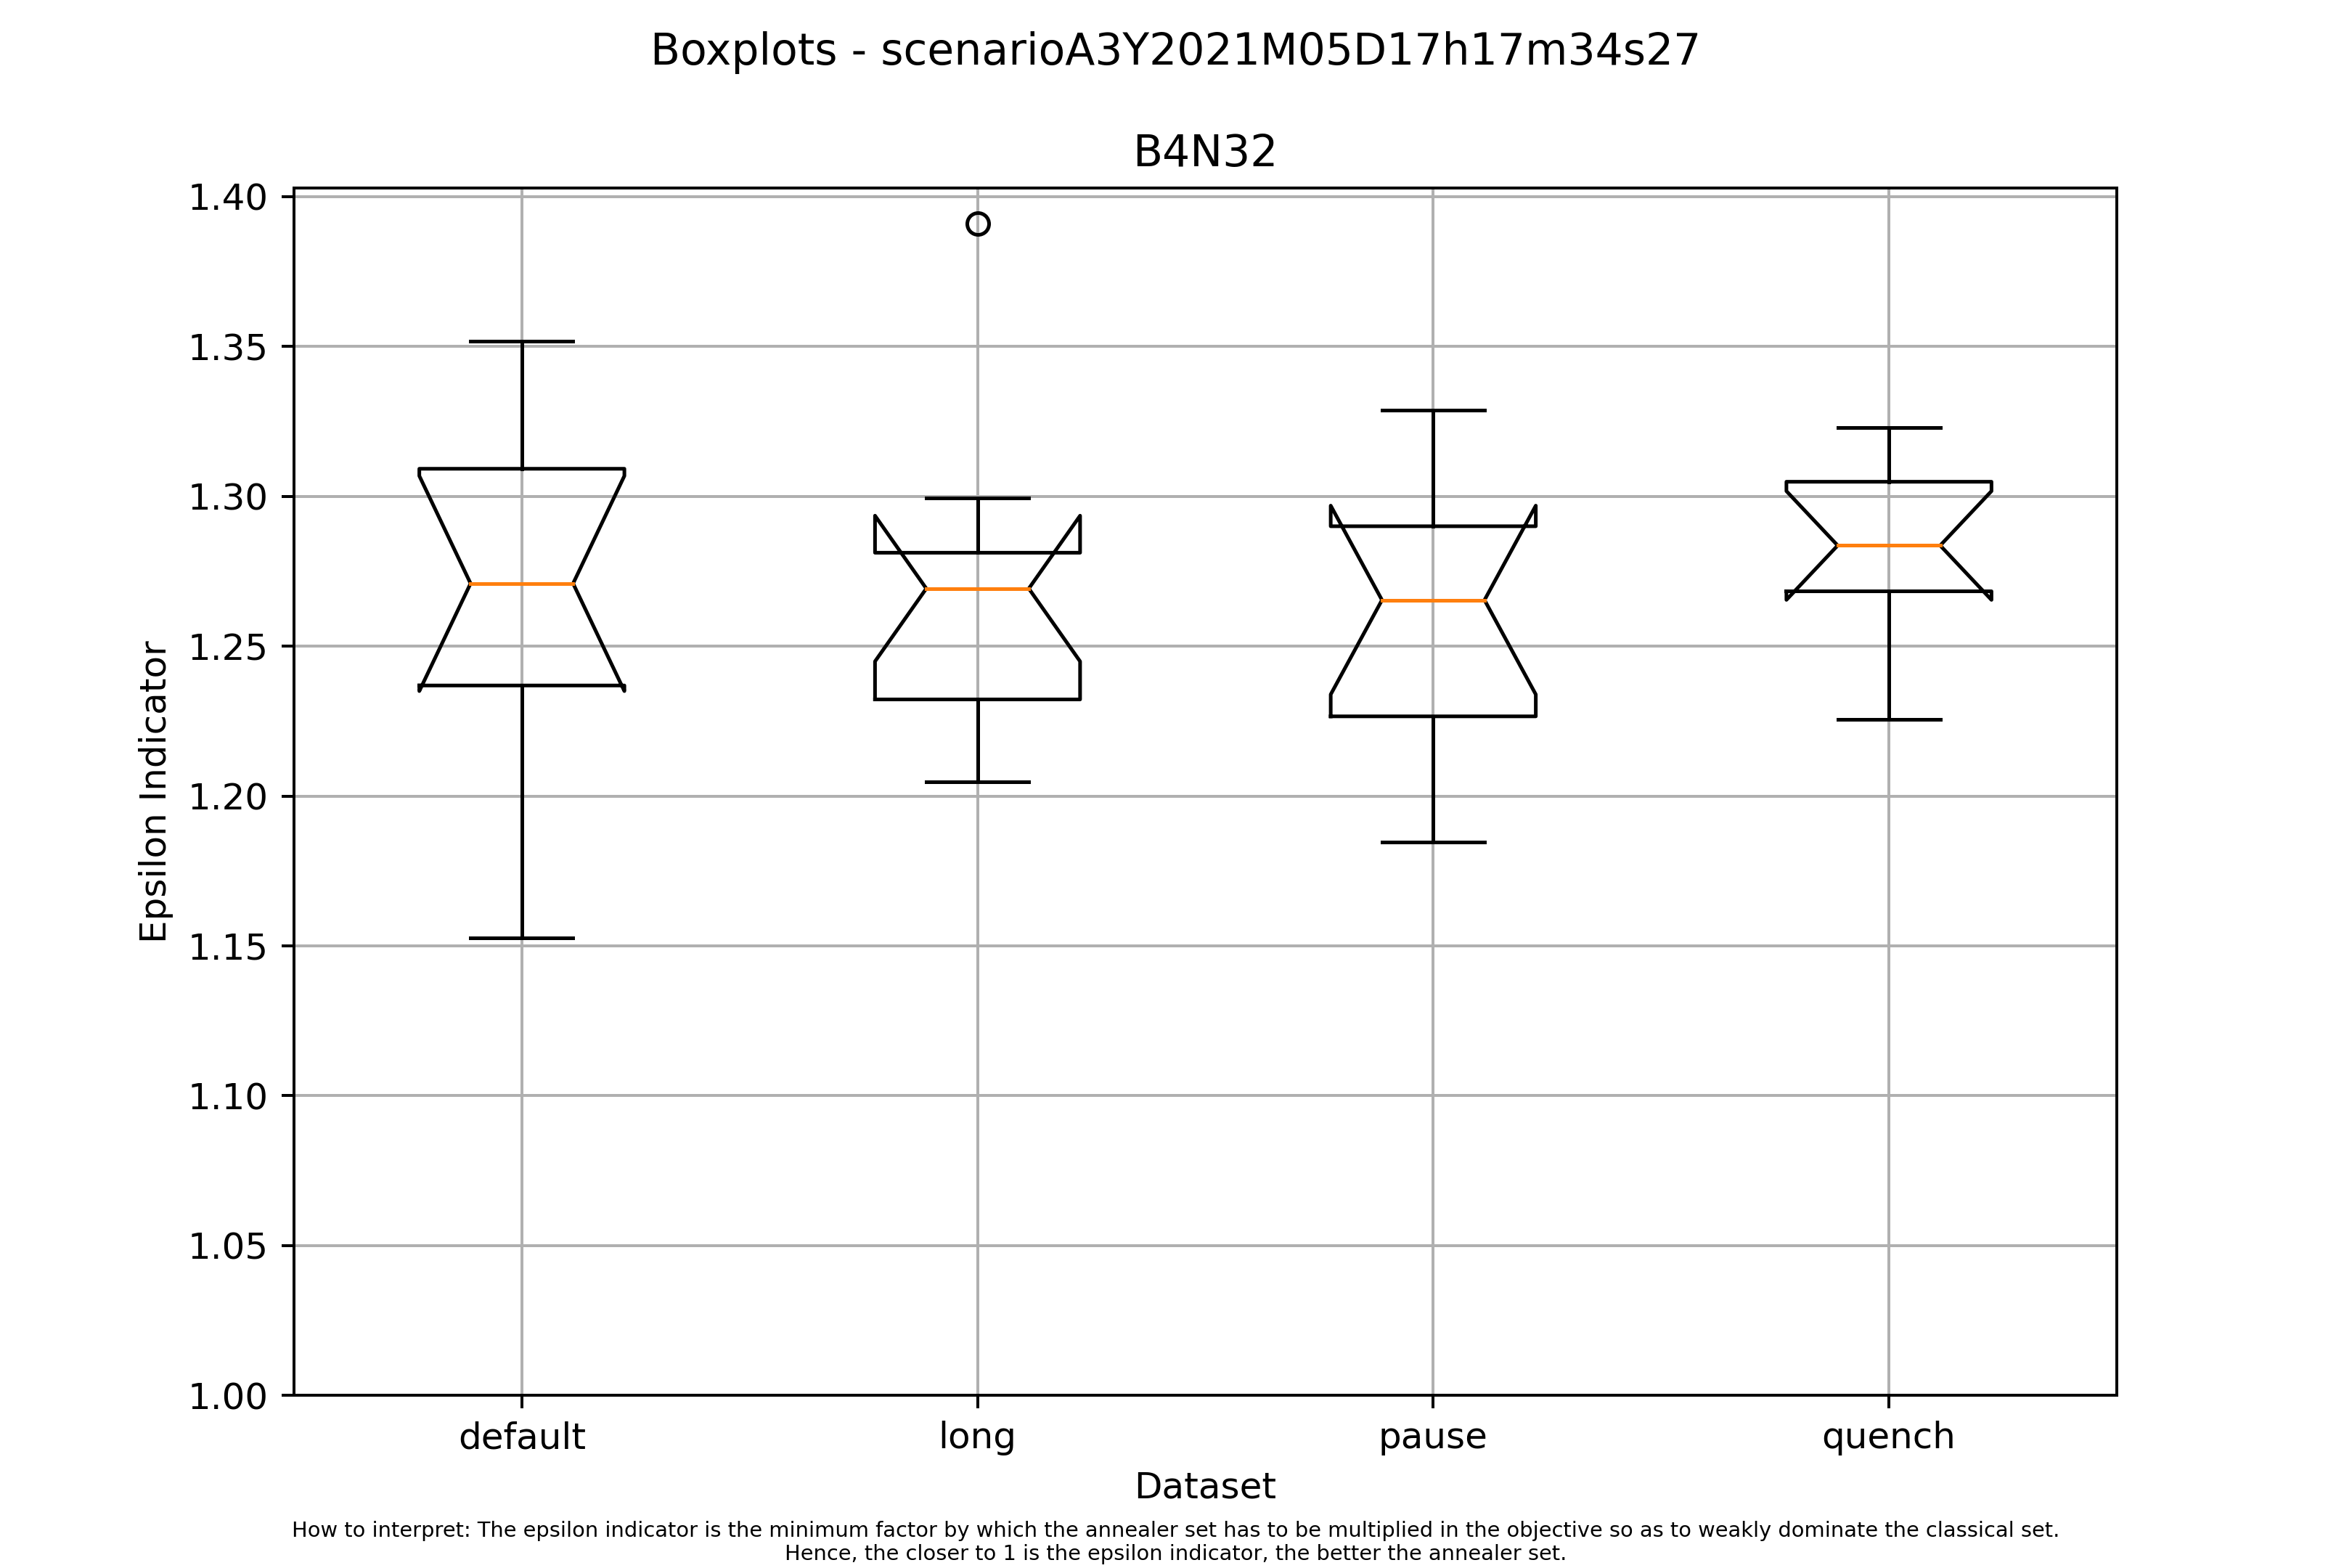 Boxplots - scenarioA3Y2021M05D17h17m34s27
B4N32
1.40
1.35
1.30
1.25
1.20
1.15
1.10
1.05
1.00
Epsilon Indicator
default long pause quench
Dataset
How to interpret: The epsilon indicator is the minimum factor by which the annealer set has to be multiplied in the objective so as to weakly dominate the classical set.
Hence, the closer to 1 is the epsilon indicator, the better the annealer set.